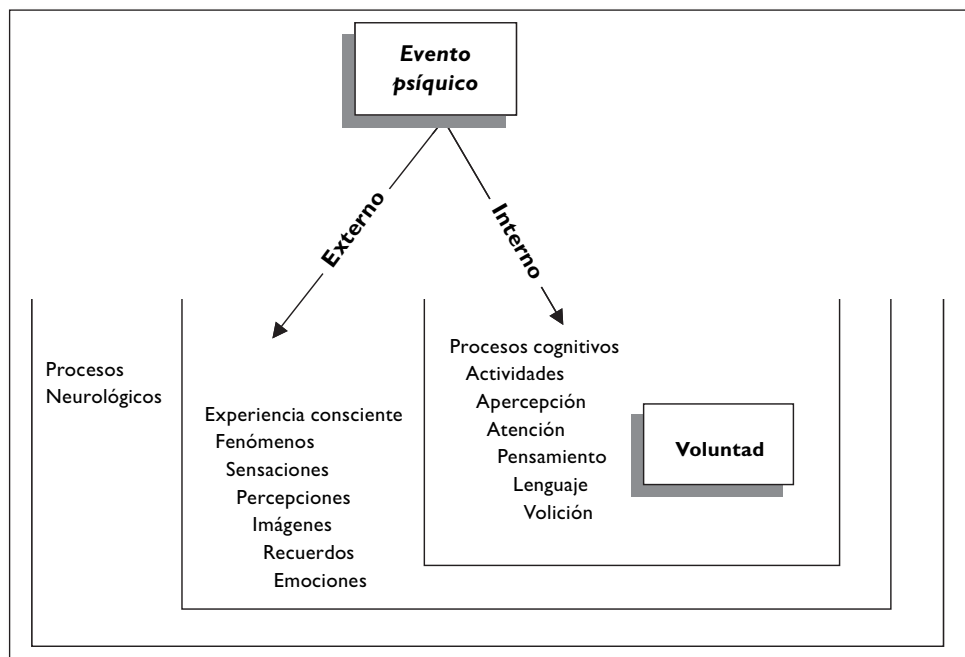 Evento
psíquico
Externo
Interno
Procesos
Neurológicos
Experiencia consciente
Fenómenos
Sensaciones
Percepciones
Imágenes
Recuerdos
Emociones
Procesos cognitivos
Actividades
Apercepción
Atención
Pensamiento
Lenguaje
Volición
Voluntad